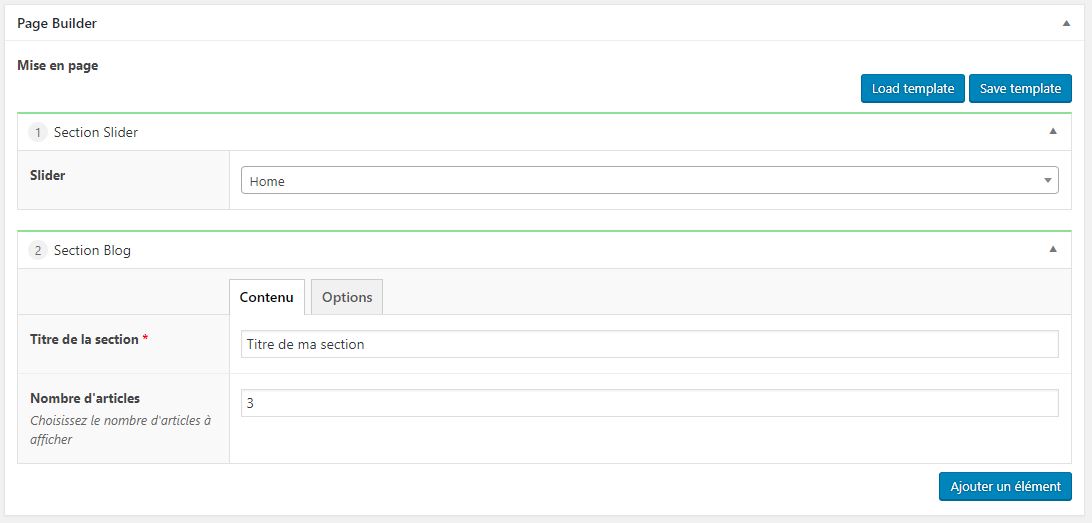 Page Builder
Mise en page
Load template Save template
1 Section Slider
Slider Home
2 Section Blog
Contenu Options
Titre de la section * Titre de ma section
Nombre d'articles 3
Choisissez le nombre d'articles à
afficher
Ajouter un élément